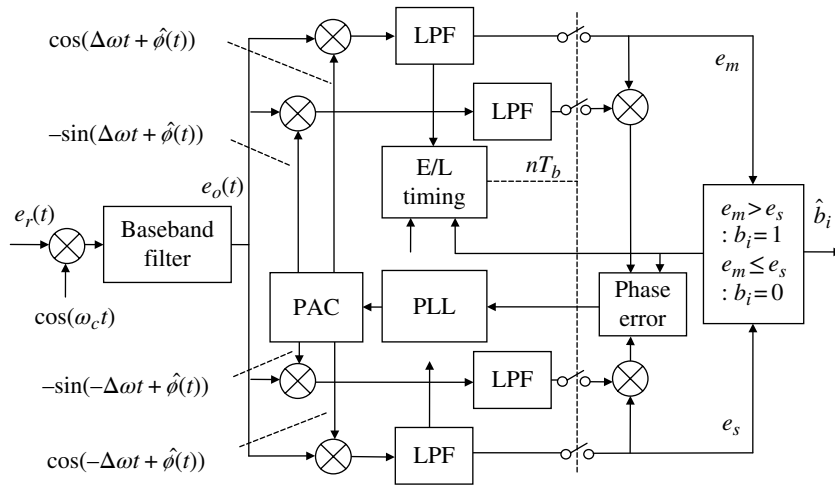 cos(Δωt + φ̂(t))
LPF
e_m
–sin(Δωt + φ̂(t))
LPF
e_o(t)
E/L
timing
nT_b
e_r(t)
Baseband
filter
e_m > e_s
: b_i = 1
e_m ≤ e_s
: b_i = 0
b̂_i
cos(ω_c t)
PAC
PLL
Phase
error
–sin(–Δωt + φ̂(t))
LPF
cos(–Δωt + φ̂(t))
LPF
e_s